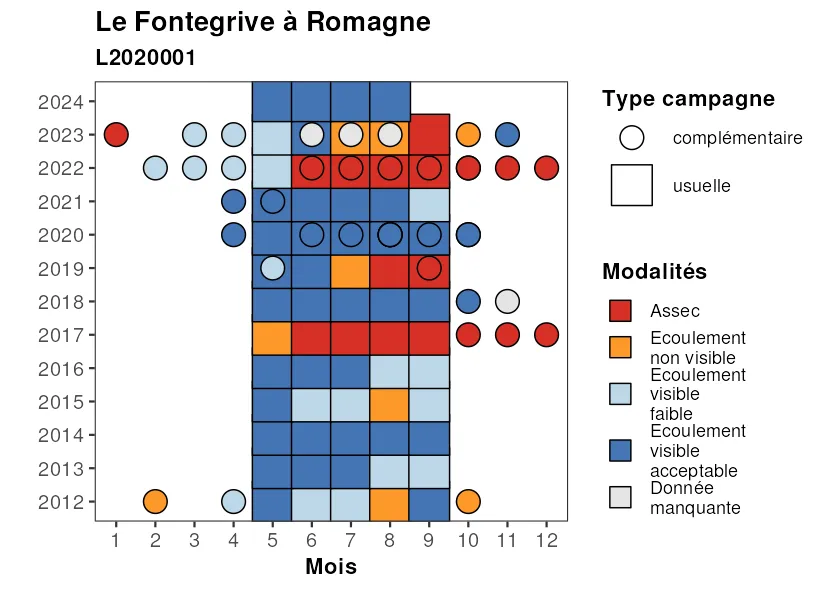 Le Fontegrive à Romagne
L2020001
2024
2023
2022
2021
2020
2019
2018
2017
2016
2015
2014
2013
2012
1 2 3 4 5 6 7 8 9 10 11 12
Mois
Type campagne
complémentaire
usuelle
Modalités
Assec
Ecoulement
non visible
Ecoulement
visible
faible
Ecoulement
visible
acceptable
Donnée
manquante